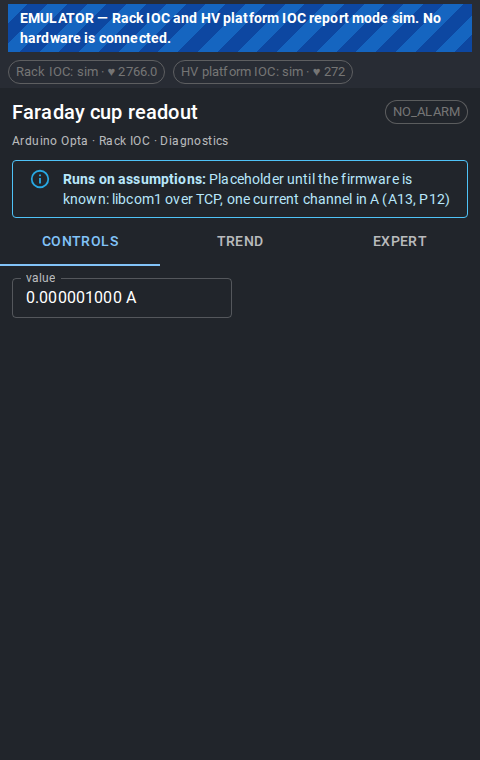 EMULATOR — Rack IOC and HV platform IOC report mode sim. No
hardware is connected.
Rack IOC: sim · ♥ 2766.0
HV platform IOC: sim · ♥ 272
Faraday cup readout
NO_ALARM
Arduino Opta · Rack IOC · Diagnostics
Runs on assumptions: Placeholder until the firmware is
known: libcom1 over TCP, one current channel in A (A13, P12)
CONTROLS
TREND
EXPERT
value
0.000001000 A